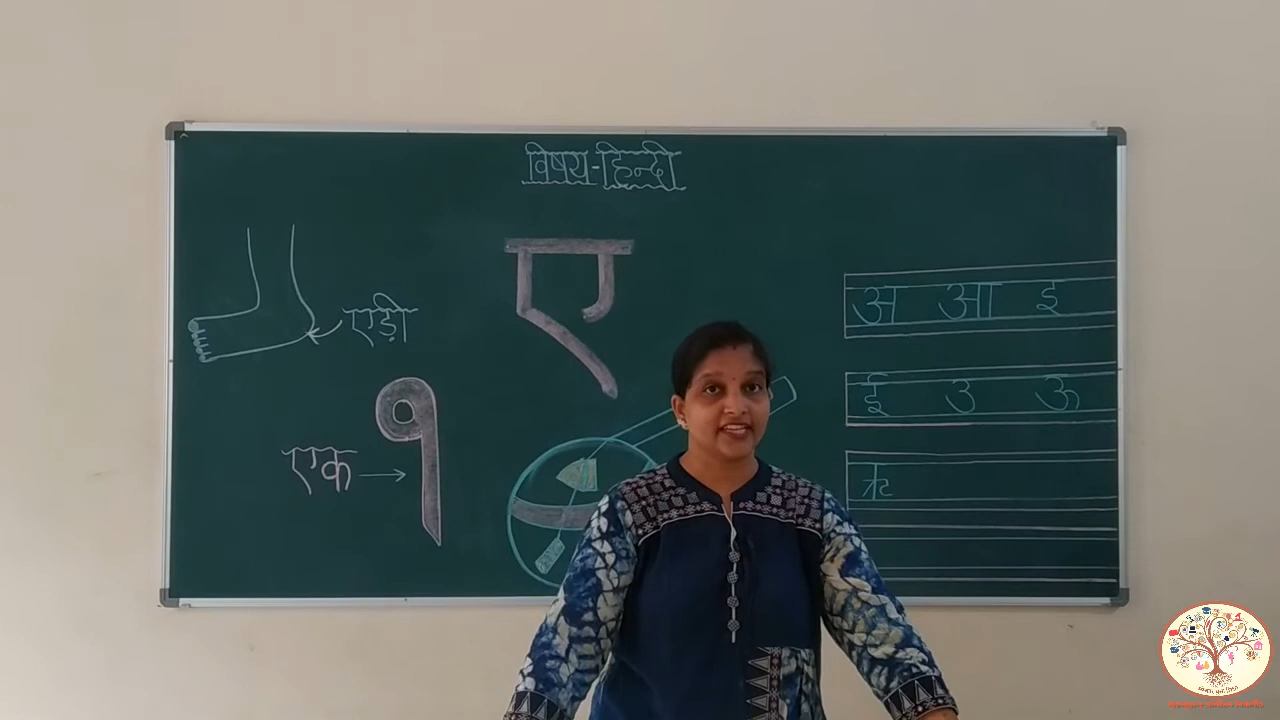 विषय-हिन्दी
ए
एड़ी
एक → १
अ आ इ
ई उ ऊ
ऋ